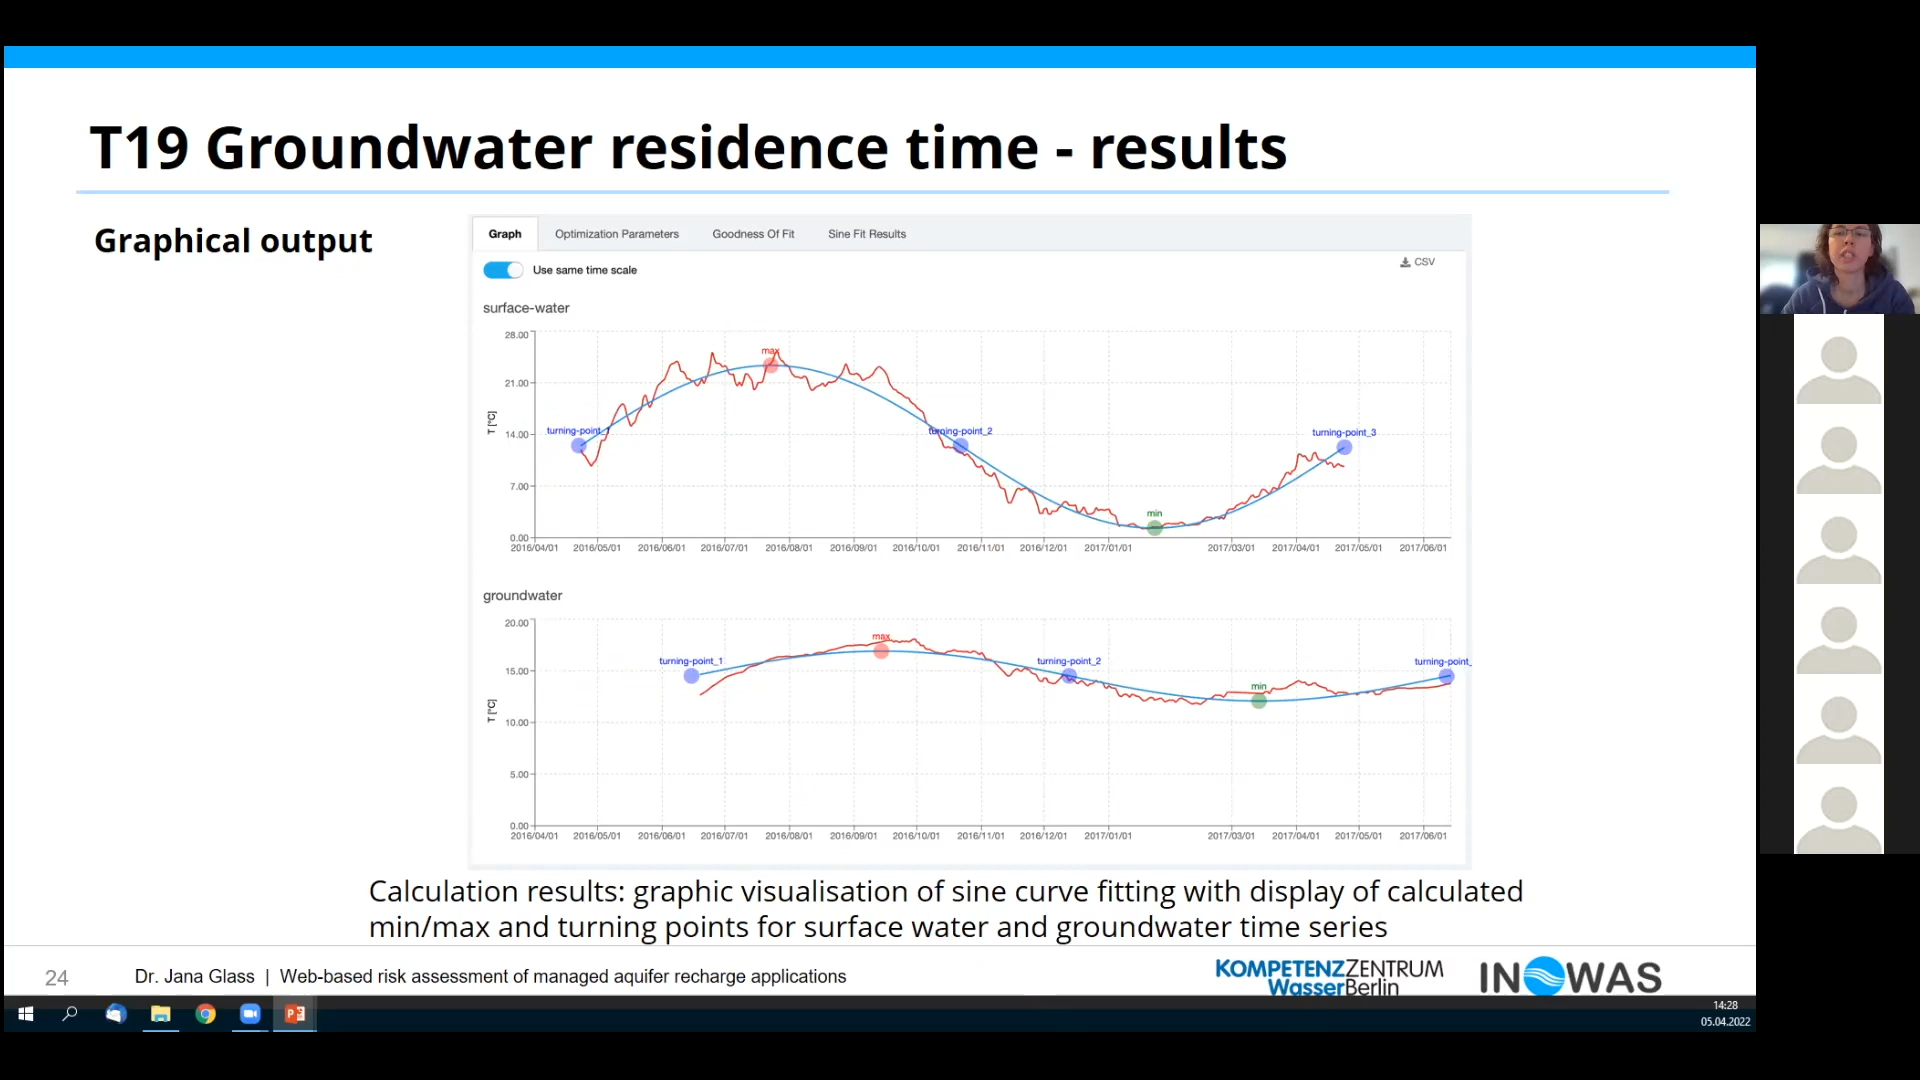 T19 Groundwater residence time - results
Graphical output
Graph Optimization Parameters Goodness Of Fit Sine Fit Results
Use same time scale
CSV
surface-water
28.00
21.00
14.00
7.00
0.00
T [°C]
turning-point_1
max
turning-point_2
min
turning-point_3
2016/04/01 2016/05/01 2016/06/01 2016/07/01 2016/08/01 2016/09/01 2016/10/01 2016/11/01 2016/12/01 2017/01/01 2017/03/01 2017/04/01 2017/05/01 2017/06/01
groundwater
20.00
15.00
10.00
5.00
0.00
T [°C]
turning-point_1
max
turning-point_2
min
turning-point_
2016/04/01 2016/05/01 2016/06/01 2016/07/01 2016/08/01 2016/09/01 2016/10/01 2016/11/01 2016/12/01 2017/01/01 2017/03/01 2017/04/01 2017/05/01 2017/06/01
Calculation results: graphic visualisation of sine curve fitting with display of calculated
min/max and turning points for surface water and groundwater time series
24
Dr. Jana Glass | Web-based risk assessment of managed aquifer recharge applications
KOMPETENZZENTRUM
WasserBerlin
INOWAS
14:28
05.04.2022